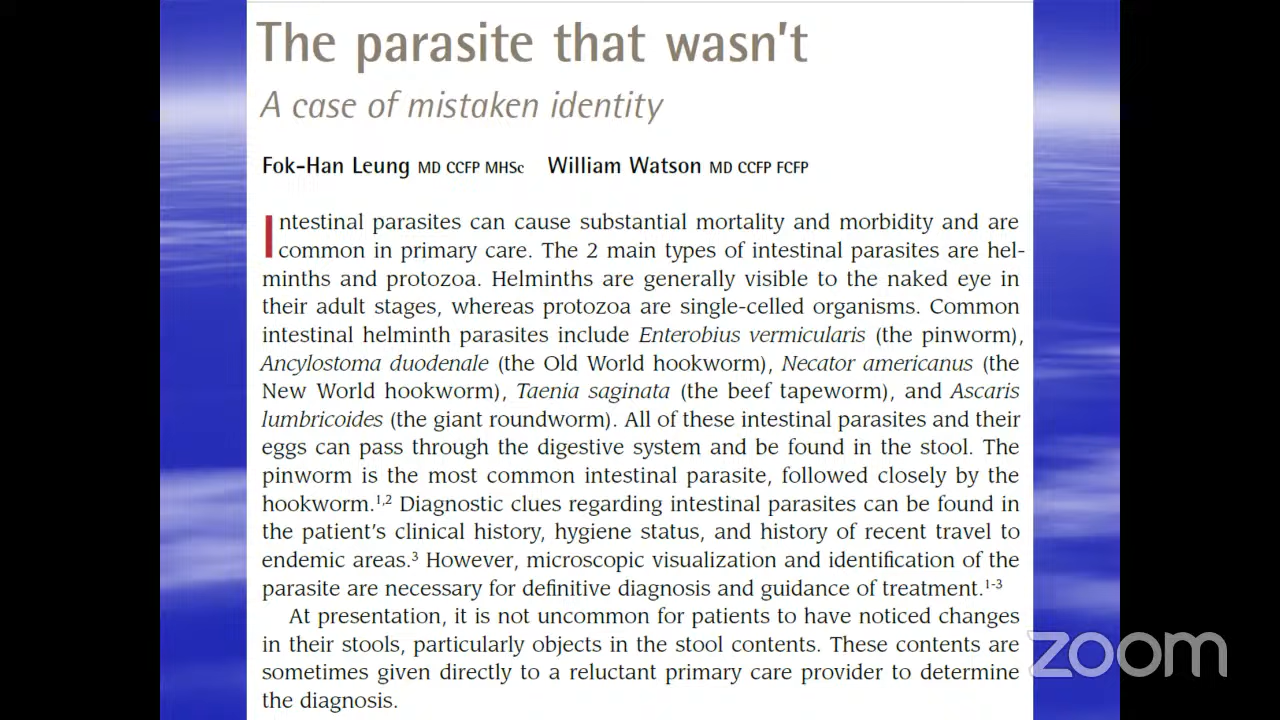 The parasite that wasn't
A case of mistaken identity
Fok-Han Leung MD CCFP MHSc William Watson MD CCFP FCFP
Intestinal parasites can cause substantial mortality and morbidity and are
common in primary care. The 2 main types of intestinal parasites are hel-
minths and protozoa. Helminths are generally visible to the naked eye in
their adult stages, whereas protozoa are single-celled organisms. Common
intestinal helminth parasites include Enterobius vermicularis (the pinworm),
Ancylostoma duodenale (the Old World hookworm), Necator americanus (the
New World hookworm), Taenia saginata (the beef tapeworm), and Ascaris
lumbricoides (the giant roundworm). All of these intestinal parasites and their
eggs can pass through the digestive system and be found in the stool. The
pinworm is the most common intestinal parasite, followed closely by the
hookworm.1,2 Diagnostic clues regarding intestinal parasites can be found in
the patient's clinical history, hygiene status, and history of recent travel to
endemic areas.3 However, microscopic visualization and identification of the
parasite are necessary for definitive diagnosis and guidance of treatment.1-3
At presentation, it is not uncommon for patients to have noticed changes
in their stools, particularly objects in the stool contents. These contents are
sometimes given directly to a reluctant primary care provider to determine
the diagnosis.
zoom